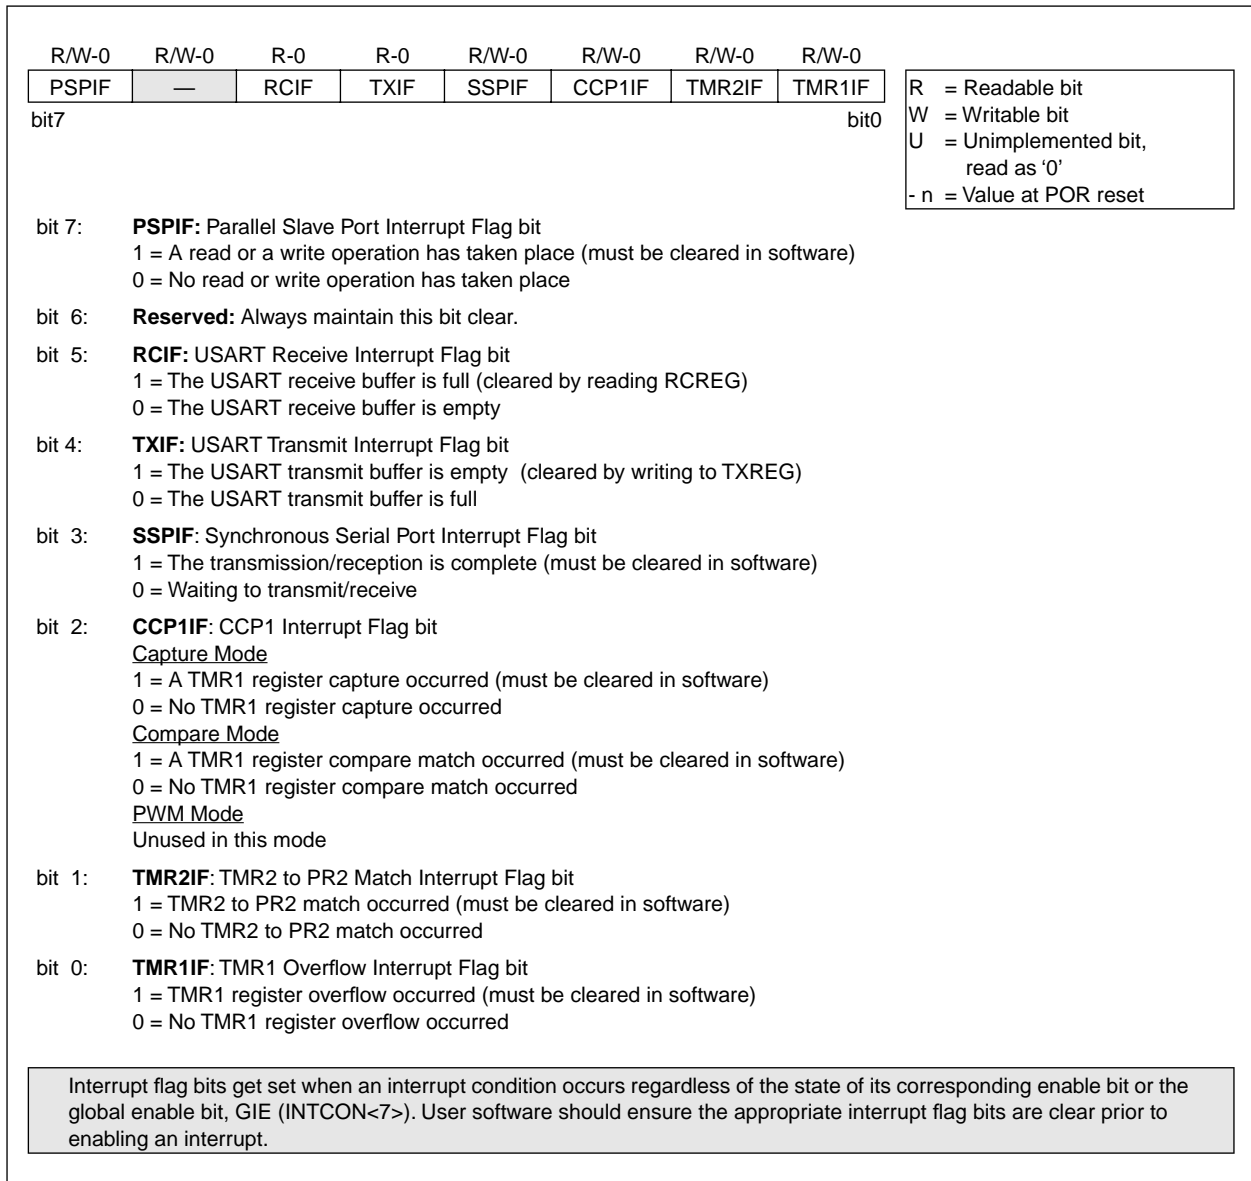 R/W-0 R/W-0 R-0 R-0 R/W-0 R/W-0 R/W-0 R/W-0
PSPIF — RCIF TXIF SSPIF CCP1IF TMR2IF TMR1IF
bit7 bit0
R = Readable bit
W = Writable bit
U = Unimplemented bit,
read as ‘0’
- n = Value at POR reset
bit 7: PSPIF: Parallel Slave Port Interrupt Flag bit
1 = A read or a write operation has taken place (must be cleared in software)
0 = No read or write operation has taken place
bit 6: Reserved: Always maintain this bit clear.
bit 5: RCIF: USART Receive Interrupt Flag bit
1 = The USART receive buffer is full (cleared by reading RCREG)
0 = The USART receive buffer is empty
bit 4: TXIF: USART Transmit Interrupt Flag bit
1 = The USART transmit buffer is empty (cleared by writing to TXREG)
0 = The USART transmit buffer is full
bit 3: SSPIF: Synchronous Serial Port Interrupt Flag bit
1 = The transmission/reception is complete (must be cleared in software)
0 = Waiting to transmit/receive
bit 2: CCP1IF: CCP1 Interrupt Flag bit
Capture Mode
1 = A TMR1 register capture occurred (must be cleared in software)
0 = No TMR1 register capture occurred
Compare Mode
1 = A TMR1 register compare match occurred (must be cleared in software)
0 = No TMR1 register compare match occurred
PWM Mode
Unused in this mode
bit 1: TMR2IF: TMR2 to PR2 Match Interrupt Flag bit
1 = TMR2 to PR2 match occurred (must be cleared in software)
0 = No TMR2 to PR2 match occurred
bit 0: TMR1IF: TMR1 Overflow Interrupt Flag bit
1 = TMR1 register overflow occurred (must be cleared in software)
0 = No TMR1 register overflow occurred
Interrupt flag bits get set when an interrupt condition occurs regardless of the state of its corresponding enable bit or the
global enable bit, GIE (INTCON<7>). User software should ensure the appropriate interrupt flag bits are clear prior to
enabling an interrupt.